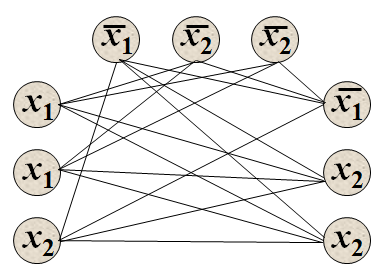 x̅₁ x̅₂ x̅₂
x₁ x̅₁
x₁ x₂
x₂ x₂